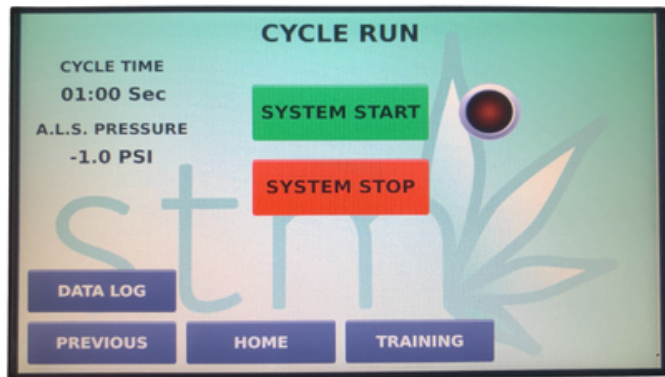 CYCLE RUN
CYCLE TIME
01:00 Sec
A.L.S. PRESSURE
-1.0 PSI
SYSTEM START
SYSTEM STOP
stm
DATA LOG
PREVIOUS
HOME
TRAINING